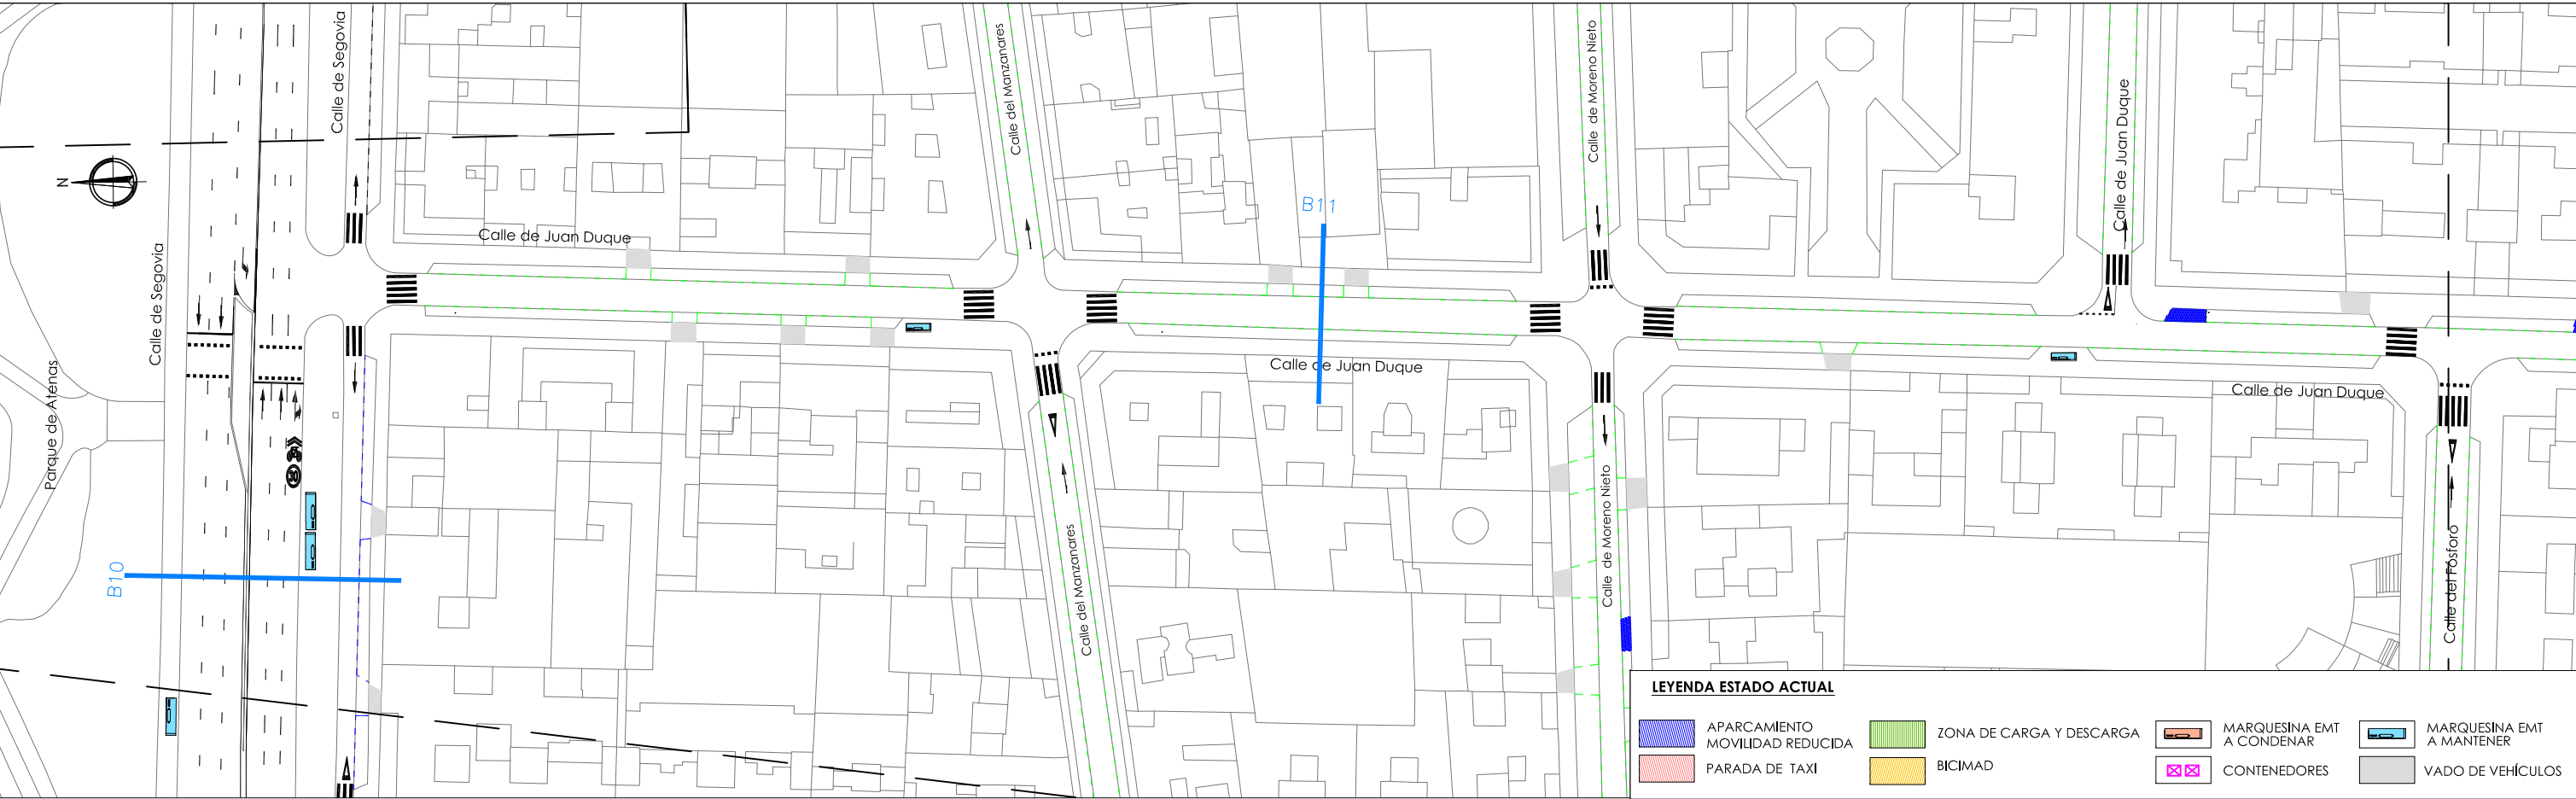 Calle de Segovia
Calle del Manzanares
Calle de Moreno Nieto
Calle de Juan Duque
N
B11
Calle de Juan Duque
Calle de Segovia
Parque de Atenas
Calle de Juan Duque
Calle de Juan Duque
30
B10
Calle del Manzanares
Calle de Moreno Nieto
Calle del Fósforo
LEYENDA ESTADO ACTUAL
APARCAMIENTO
MOVILIDAD REDUCIDA
ZONA DE CARGA Y DESCARGA
MARQUESINA EMT
A CONDENAR
MARQUESINA EMT
A MANTENER
PARADA DE TAXI
BICIMAD
CONTENEDORES
VADO DE VEHÍCULOS